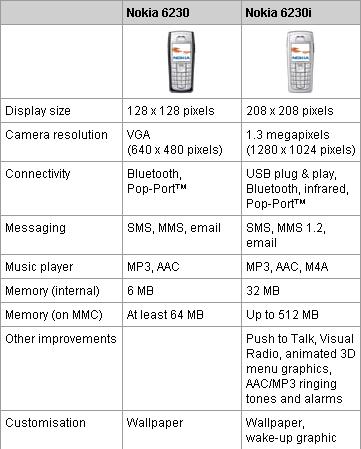 Nokia 6230 Nokia 6230i
Display size 128 x 128 pixels 208 x 208 pixels
Camera resolution VGA 1.3 megapixels
(640 x 480 pixels) (1280 x 1024 pixels)
Connectivity Bluetooth, USB plug & play,
Pop-Port™ Bluetooth, infrared,
Pop-Port™
Messaging SMS, MMS, email SMS, MMS 1.2,
email
Music player MP3, AAC MP3, AAC, M4A
Memory (internal) 6 MB 32 MB
Memory (on MMC) At least 64 MB Up to 512 MB
Other improvements Push to Talk, Visual
Radio, animated 3D
menu graphics,
AAC/MP3 ringing
tones and alarms
Customisation Wallpaper Wallpaper,
wake-up graphic